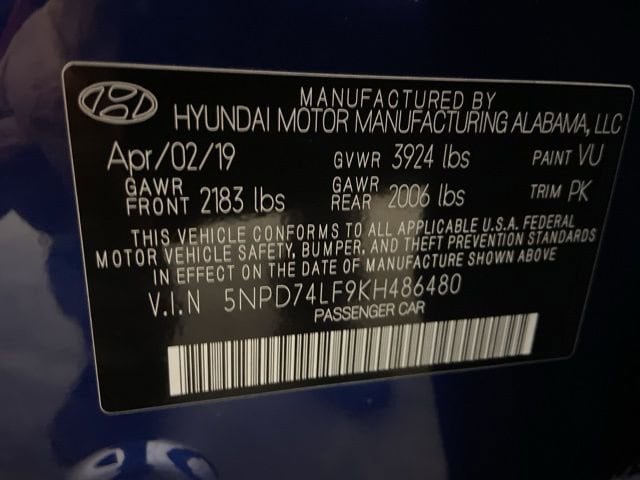 MANUFACTURED BY
HYUNDAI MOTOR MANUFACTURING ALABAMA, LLC
Apr/02/19 GVWR 3924 lbs PAINT VU
GAWR FRONT 2183 lbs GAWR REAR 2006 lbs TRIM PK
THIS VEHICLE CONFORMS TO ALL APPLICABLE U.S.A. FEDERAL
MOTOR VEHICLE SAFETY, BUMPER, AND THEFT PREVENTION STANDARDS
IN EFFECT ON THE DATE OF MANUFACTURE SHOWN ABOVE
V.I.N 5NPD74LF9KH486480
PASSENGER CAR